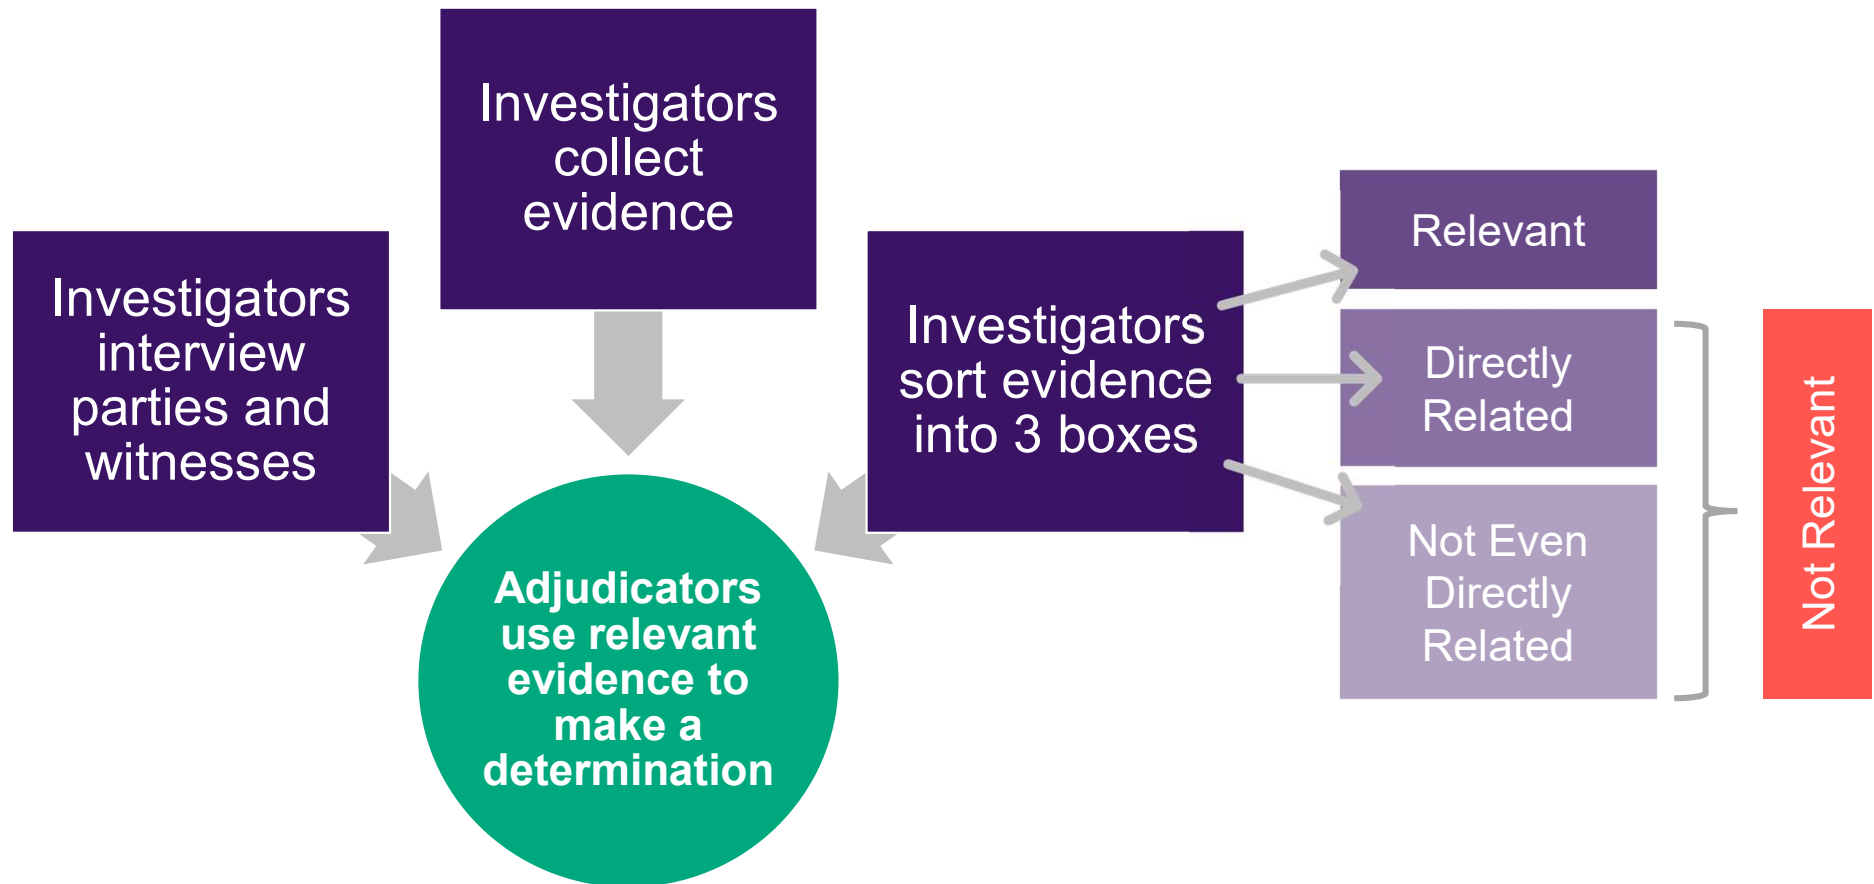 Investigators
collect
evidence
Investigators
interview
parties and
witnesses
Investigators
sort evidence
into 3 boxes
Adjudicators
use relevant
evidence to
make a
determination
Relevant
Directly
Related
Not Even
Directly
Related
Not Relevant